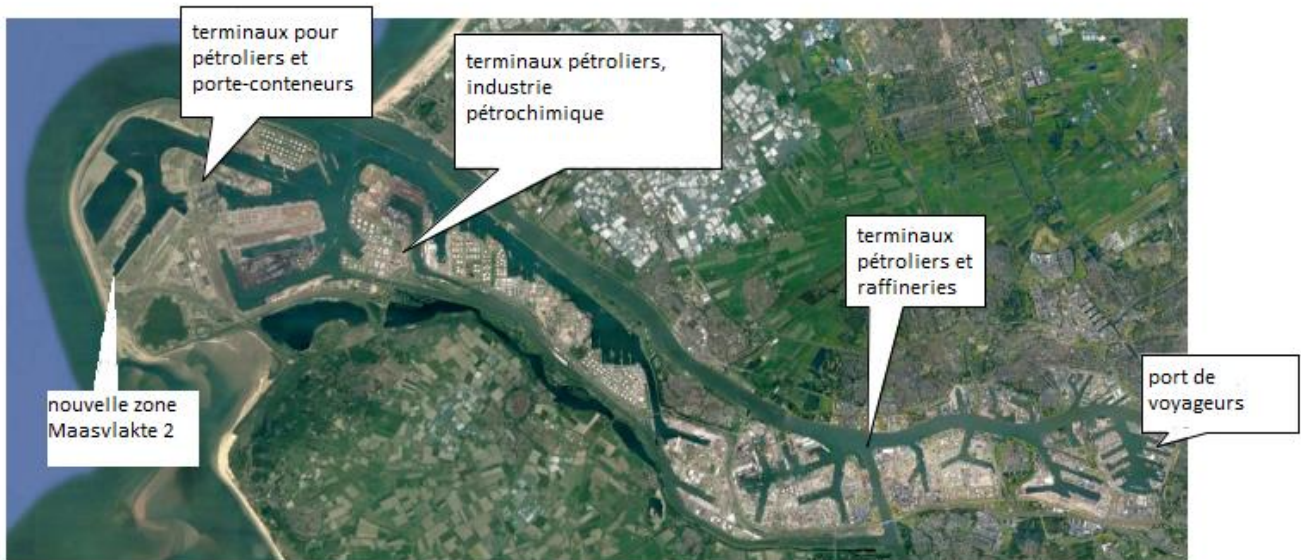 terminaux pour
pétroliers et
porte-conteneurs
terminaux pétroliers,
industrie
pétrochimique
terminaux
pétroliers et
raffineries
port de
voyageurs
nouvelle zone
Maasvlakte 2